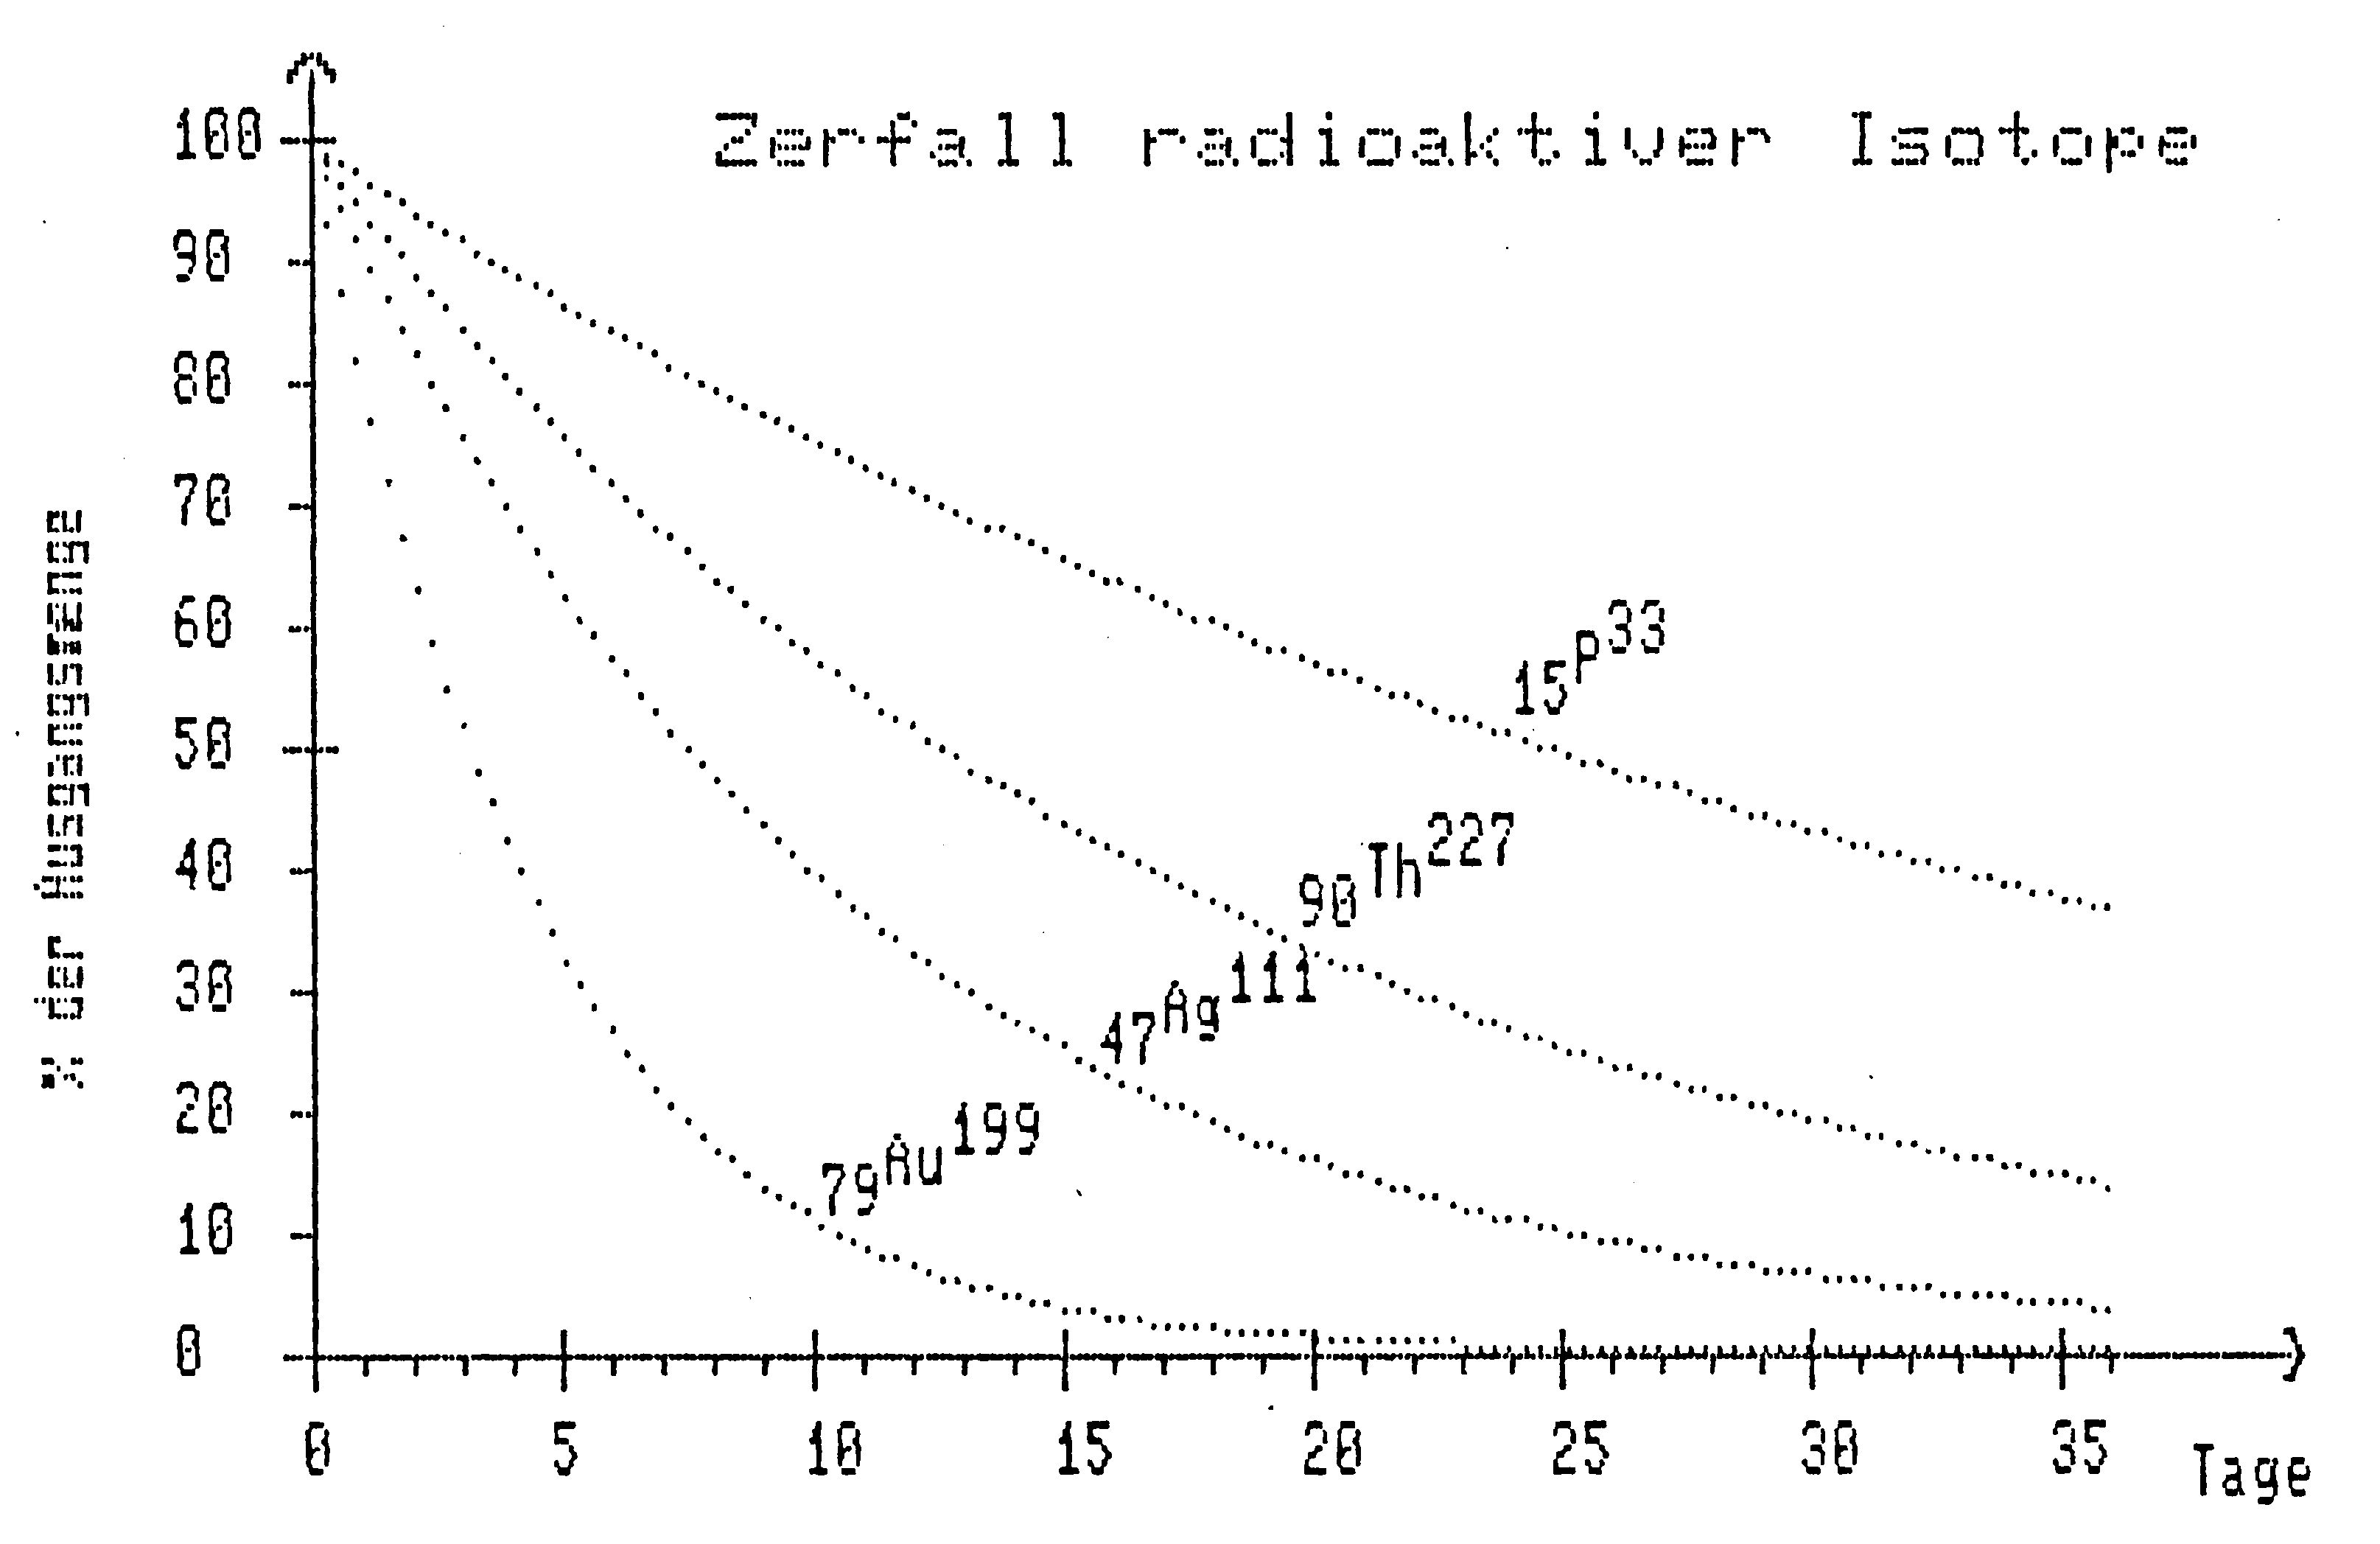 Zerfall radioaktiver Isotope
% der Ausgangsmenge
100
90
80
70
60
50
40
30
20
10
0
15P33
90Th227
47Ag111
79Au199
0 5 10 15 20 25 30 35
Tage